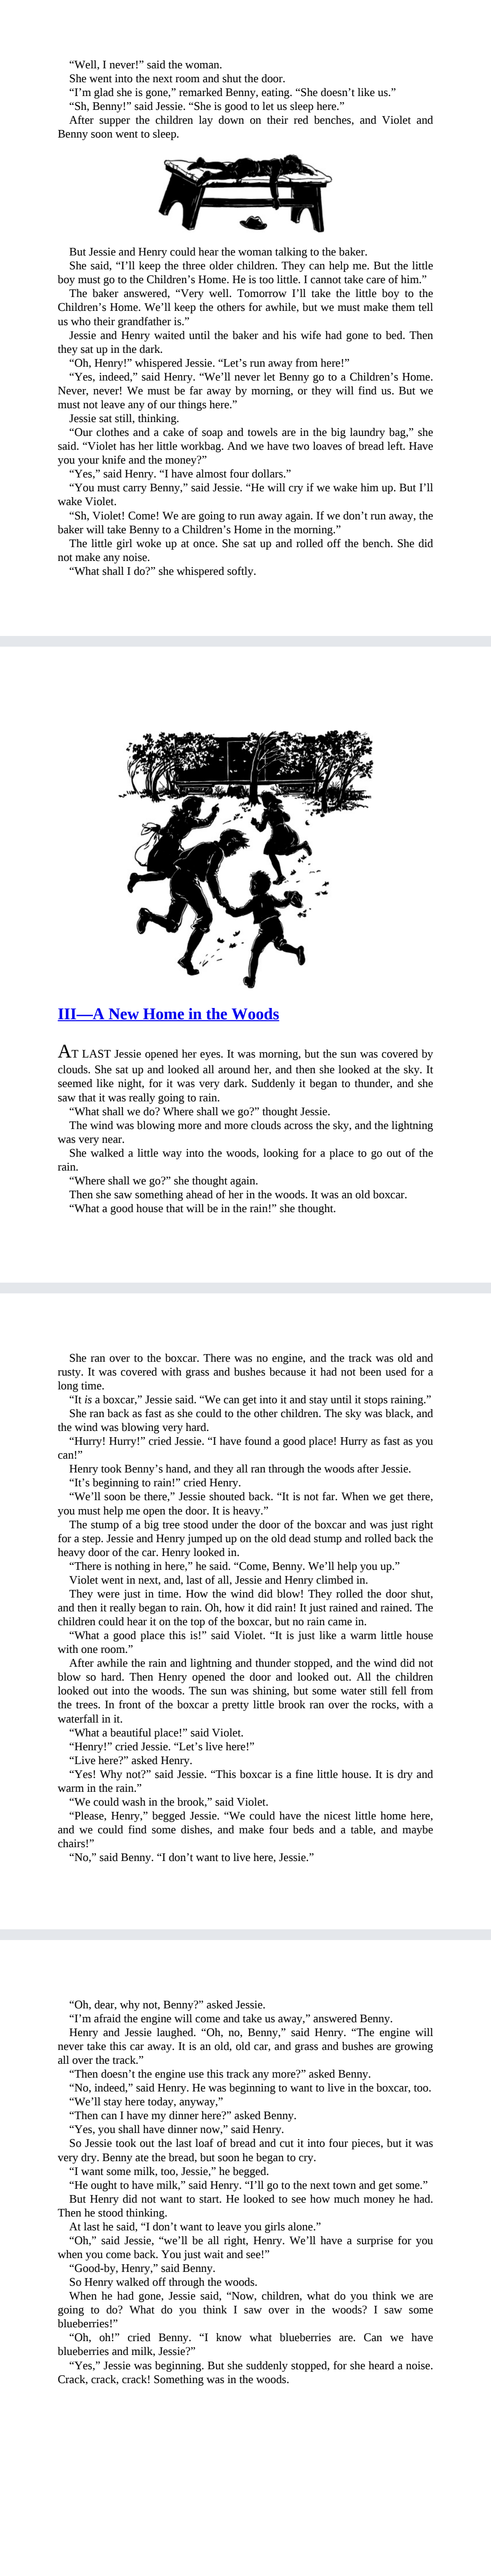 “Well, I never!” said the woman.
She went into the next room and shut the door.
“I’m glad she is gone,” remarked Benny, eating. “She doesn’t like us.”
“Sh, Benny!” said Jessie. “She is good to let us sleep here.”
After supper the children lay down on their red benches, and Violet and
Benny soon went to sleep.
But Jessie and Henry could hear the woman talking to the baker.
She said, “I’ll keep the three older children. They can help me. But the little
boy must go to the Children’s Home. He is too little. I cannot take care of him.”
The baker answered, “Very well. Tomorrow I’ll take the little boy to the
Children’s Home. We’ll keep the others for awhile, but we must make them tell
us who their grandfather is.”
Jessie and Henry waited until the baker and his wife had gone to bed. Then
they sat up in the dark.
“Oh, Henry!” whispered Jessie. “Let’s run away from here!”
“Yes, indeed,” said Henry. “We’ll never let Benny go to a Children’s Home.
Never, never! We must be far away by morning, or they will find us. But we
must not leave any of our things here.”
Jessie sat still, thinking.
“Our clothes and a cake of soap and towels are in the big laundry bag,” she
said. “Violet has her little workbag. And we have two loaves of bread left. Have
you your knife and the money?”
“Yes,” said Henry. “I have almost four dollars.”
“You must carry Benny,” said Jessie. “He will cry if we wake him up. But I’ll
wake Violet.
“Sh, Violet! Come! We are going to run away again. If we don’t run away, the
baker will take Benny to a Children’s Home in the morning.”
The little girl woke up at once. She sat up and rolled off the bench. She did
not make any noise.
“What shall I do?” she whispered softly.
III—A New Home in the Woods
AT LAST Jessie opened her eyes. It was morning, but the sun was covered by
clouds. She sat up and looked all around her, and then she looked at the sky. It
seemed like night, for it was very dark. Suddenly it began to thunder, and she
saw that it was really going to rain.
“What shall we do? Where shall we go?” thought Jessie.
The wind was blowing more and more clouds across the sky, and the lightning
was very near.
She walked a little way into the woods, looking for a place to go out of the
rain.
“Where shall we go?” she thought again.
Then she saw something ahead of her in the woods. It was an old boxcar.
“What a good house that will be in the rain!” she thought.
She ran over to the boxcar. There was no engine, and the track was old and
rusty. It was covered with grass and bushes because it had not been used for a
long time.
“It is a boxcar,” Jessie said. “We can get into it and stay until it stops raining.”
She ran back as fast as she could to the other children. The sky was black, and
the wind was blowing very hard.
“Hurry! Hurry!” cried Jessie. “I have found a good place! Hurry as fast as you
can!”
Henry took Benny’s hand, and they all ran through the woods after Jessie.
“It’s beginning to rain!” cried Henry.
“We’ll soon be there,” Jessie shouted back. “It is not far. When we get there,
you must help me open the door. It is heavy.”
The stump of a big tree stood under the door of the boxcar and was just right
for a step. Jessie and Henry jumped up on the old dead stump and rolled back the
heavy door of the car. Henry looked in.
“There is nothing in here,” he said. “Come, Benny. We’ll help you up.”
Violet went in next, and, last of all, Jessie and Henry climbed in.
They were just in time. How the wind did blow! They rolled the door shut,
and then it really began to rain. Oh, how it did rain! It just rained and rained. The
children could hear it on the top of the boxcar, but no rain came in.
“What a good place this is!” said Violet. “It is just like a warm little house
with one room.”
After awhile the rain and lightning and thunder stopped, and the wind did not
blow so hard. Then Henry opened the door and looked out. All the children
looked out into the woods. The sun was shining, but some water still fell from
the trees. In front of the boxcar a pretty little brook ran over the rocks, with a
waterfall in it.
“What a beautiful place!” said Violet.
“Henry!” cried Jessie. “Let’s live here!”
“Live here?” asked Henry.
“Yes! Why not?” said Jessie. “This boxcar is a fine little house. It is dry and
warm in the rain.”
“We could wash in the brook,” said Violet.
“Please, Henry,” begged Jessie. “We could have the nicest little home here,
and we could find some dishes, and make four beds and a table, and maybe
chairs!”
“No,” said Benny. “I don’t want to live here, Jessie.”
“Oh, dear, why not, Benny?” asked Jessie.
“I’m afraid the engine will come and take us away,” answered Benny.
Henry and Jessie laughed. “Oh, no, Benny,” said Henry. “The engine will
never take this car away. It is an old, old car, and grass and bushes are growing
all over the track.”
“Then doesn’t the engine use this track any more?” asked Benny.
“No, indeed,” said Henry. He was beginning to want to live in the boxcar, too.
“We’ll stay here today, anyway,”
“Then can I have my dinner here?” asked Benny.
“Yes, you shall have dinner now,” said Henry.
So Jessie took out the last loaf of bread and cut it into four pieces, but it was
very dry. Benny ate the bread, but soon he began to cry.
“I want some milk, too, Jessie,” he begged.
“He ought to have milk,” said Henry. “I’ll go to the next town and get some.”
But Henry did not want to start. He looked to see how much money he had.
Then he stood thinking.
At last he said, “I don’t want to leave you girls alone.”
“Oh,” said Jessie, “we’ll be all right, Henry. We’ll have a surprise for you
when you come back. You just wait and see!”
“Good-by, Henry,” said Benny.
So Henry walked off through the woods.
When he had gone, Jessie said, “Now, children, what do you think we are
going to do? What do you think I saw over in the woods? I saw some
blueberries!”
“Oh, oh!” cried Benny. “I know what blueberries are. Can we have
blueberries and milk, Jessie?”
“Yes,” Jessie was beginning. But she suddenly stopped, for she heard a noise.
Crack, crack, crack! Something was in the woods.